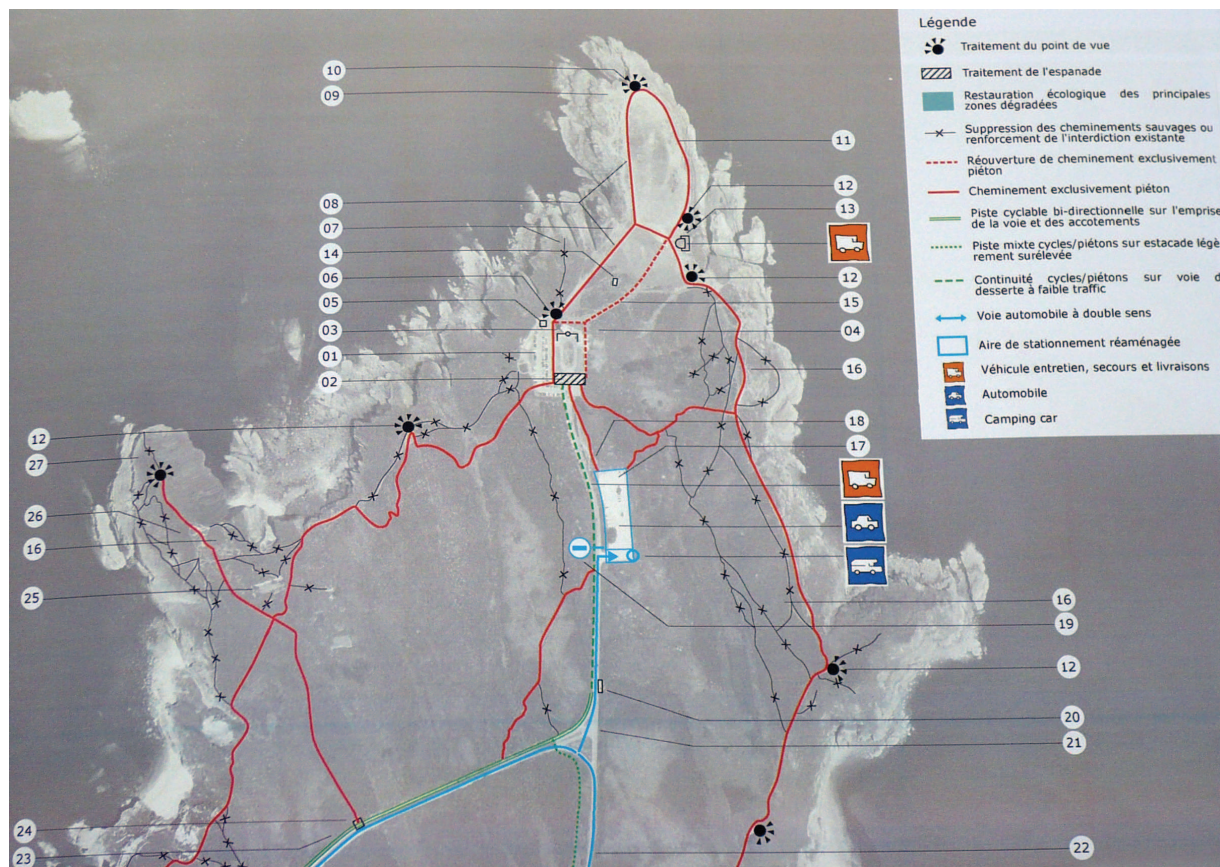 Légende
Traitement du point de vue
Traitement de l'espanade
Restauration écologique des principales
zones dégradées
Suppression des cheminements sauvages ou
renforcement de l'interdiction existante
Réouverture de cheminement exclusivement
piéton
Cheminement exclusivement piéton
Piste cyclable bi-directionnelle sur l'emprise
de la voie et des accotements
Piste mixte cycles/piétons sur estacade légè
rement surélevée
Continuité cycles/piétons sur voie d
desserte à faible traffic
Voie automobile à double sens
Aire de stationnement réaménagée
Véhicule entretien, secours et livraisons
Automobile
Camping car
10
09
11
08
12
07
13
14
06
12
05
15
03
04
01
02
16
12
18
27
17
26
16
25
16
19
12
20
21
24
23
22